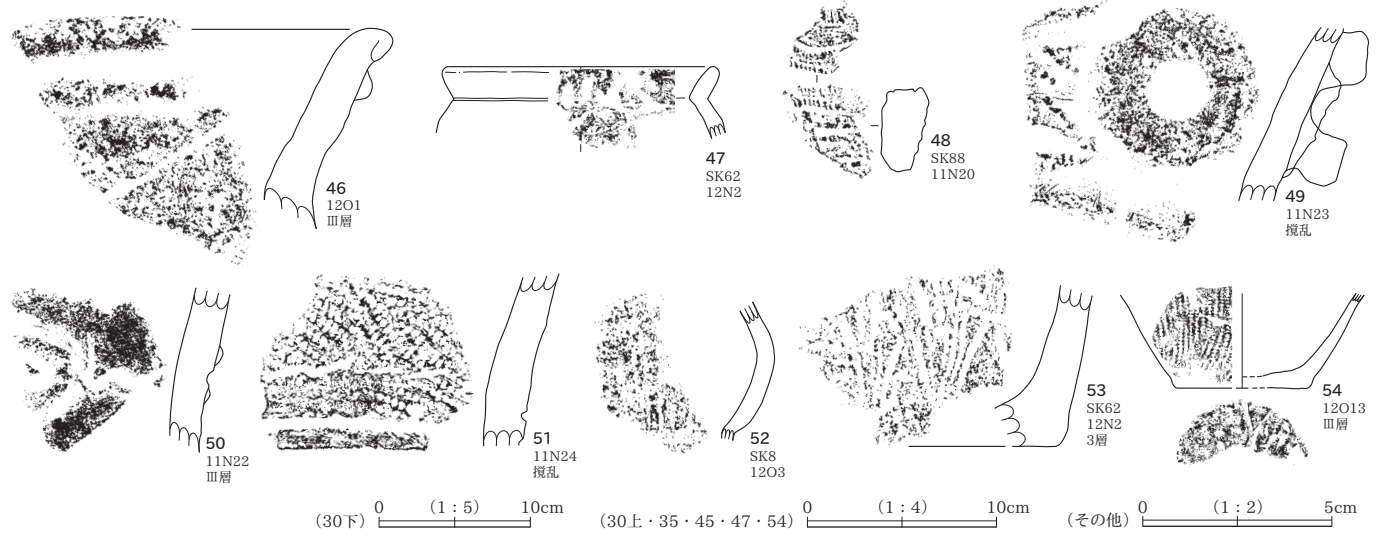 46
12O1
Ⅲ層
47
SK62
12N2
48
SK88
11N20
49
11N23
撹乱
50
11N22
Ⅲ層
51
11N24
撹乱
52
SK8
12O3
53
SK62
12N2
3層
54
12O13
Ⅲ層
（30下） 0 （1：5） 10cm
（30上・35・45・47・54） 0 （1：4） 10cm
（その他） 0 （1：2） 5cm